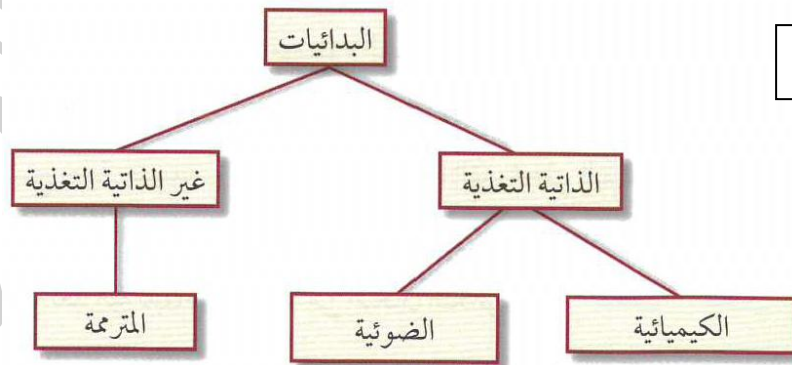 البدائيات
الذاتية التغذية
غير الذاتية التغذية
الكيميائية
الضوئية
المترممة